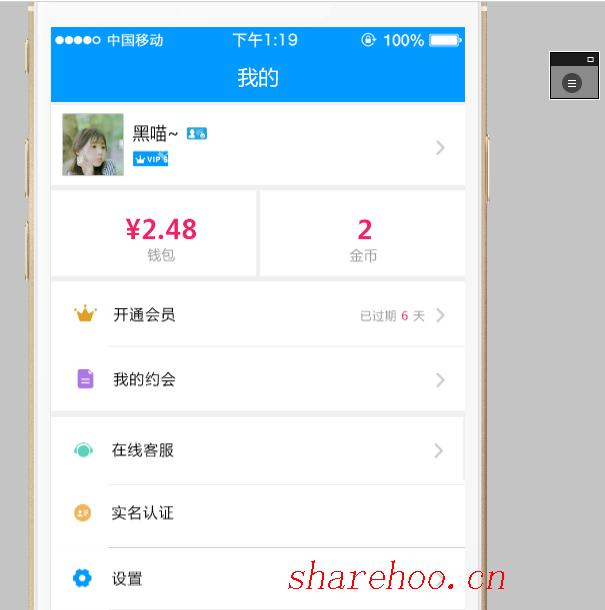 中国移动 下午1:19 100%
我的
黑喵~
VIP
¥2.48 2
钱包 金币
开通会员 已过期 6 天
我的约会
在线客服
实名认证
设置
sharehoo.cn